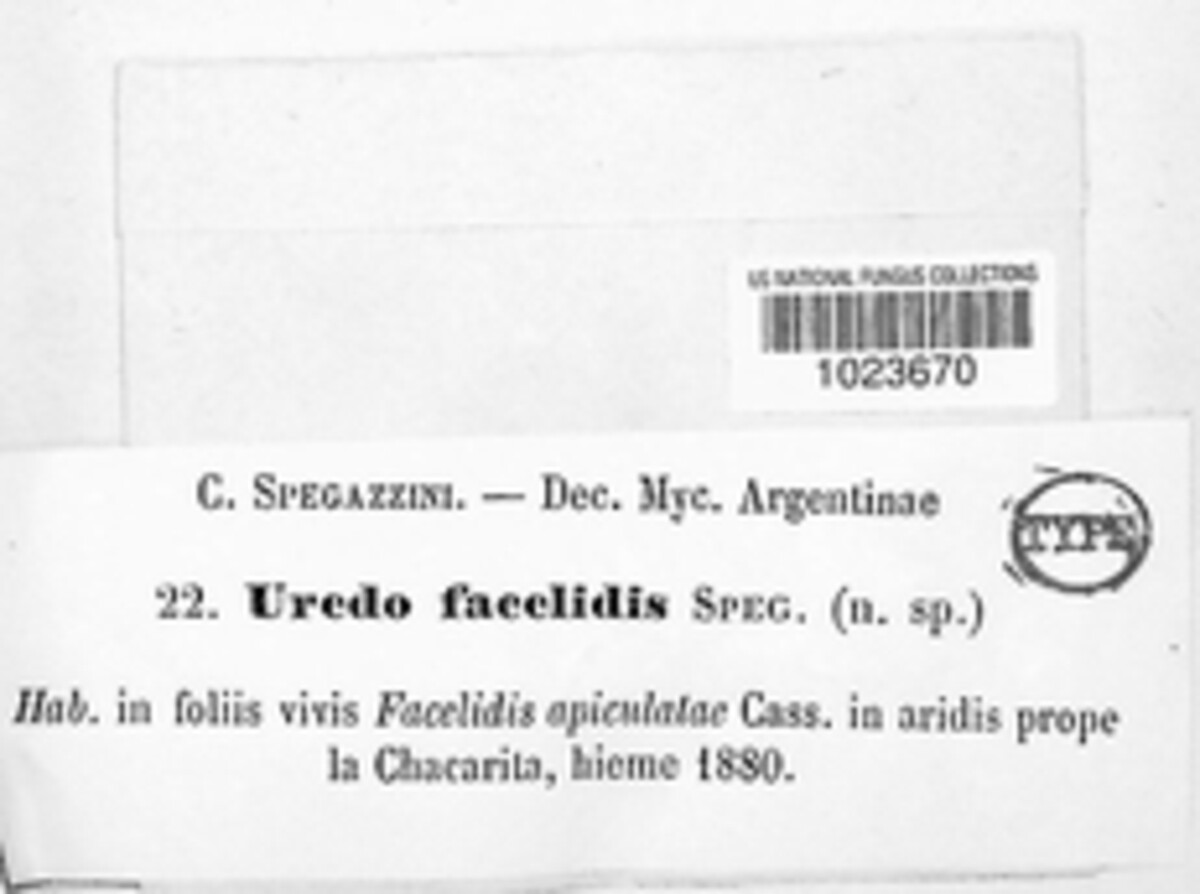 US NATIONAL FUNGUS COLLECTIONS
1023670
C. SPEGAZZINI. — Dec. Myc. Argentinae
TYPE
22. Uredo facelidis SPEG. (n. sp.)
Hab. in foliis vivis Facelidis apiculatae Cass. in aridis prope
la Chacarita, hieme 1880.